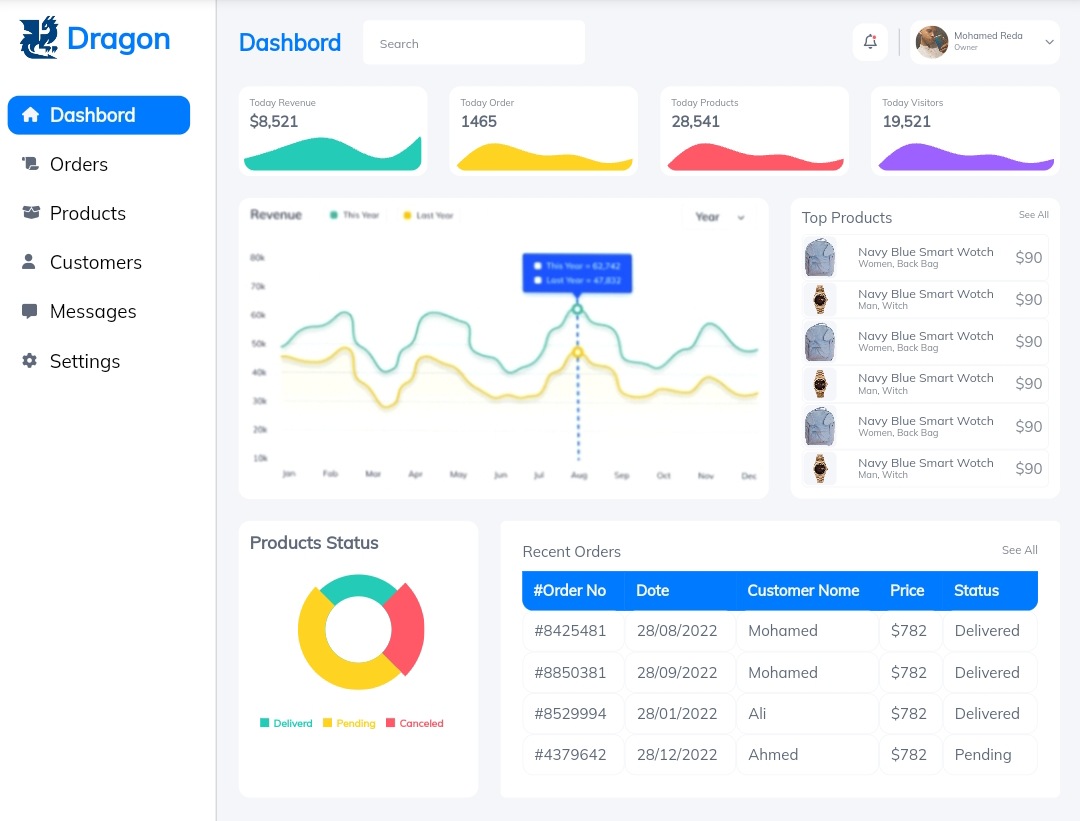 Dragon
Dashbord
Orders
Products
Customers
Messages
Settings
Dashbord
Search
Mohamed Reda
Owner
Today Revenue
$8,521
Today Order
1465
Today Products
28,541
Today Visitors
19,521
Revenue
This Year
Last Year
Year
80k
70k
60k
50k
40k
30k
20k
10k
This Year = 62,742
Last Year = 47,832
Jan Fab Mar Apr May Jun Jul Aug Sep Oct Nov Dec
Top Products
See All
Navy Blue Smart Wotch
Women, Back Bag
$90
Navy Blue Smart Wotch
Man, Witch
$90
Navy Blue Smart Wotch
Women, Back Bag
$90
Navy Blue Smart Wotch
Man, Witch
$90
Navy Blue Smart Wotch
Women, Back Bag
$90
Navy Blue Smart Wotch
Man, Witch
$90
Products Status
Deliverd Pending Canceled
Recent Orders
See All
#Order No Dote Customer Nome Price Status
#8425481 28/08/2022 Mohamed $782 Delivered
#8850381 28/09/2022 Mohamed $782 Delivered
#8529994 28/01/2022 Ali $782 Delivered
#4379642 28/12/2022 Ahmed $782 Pending